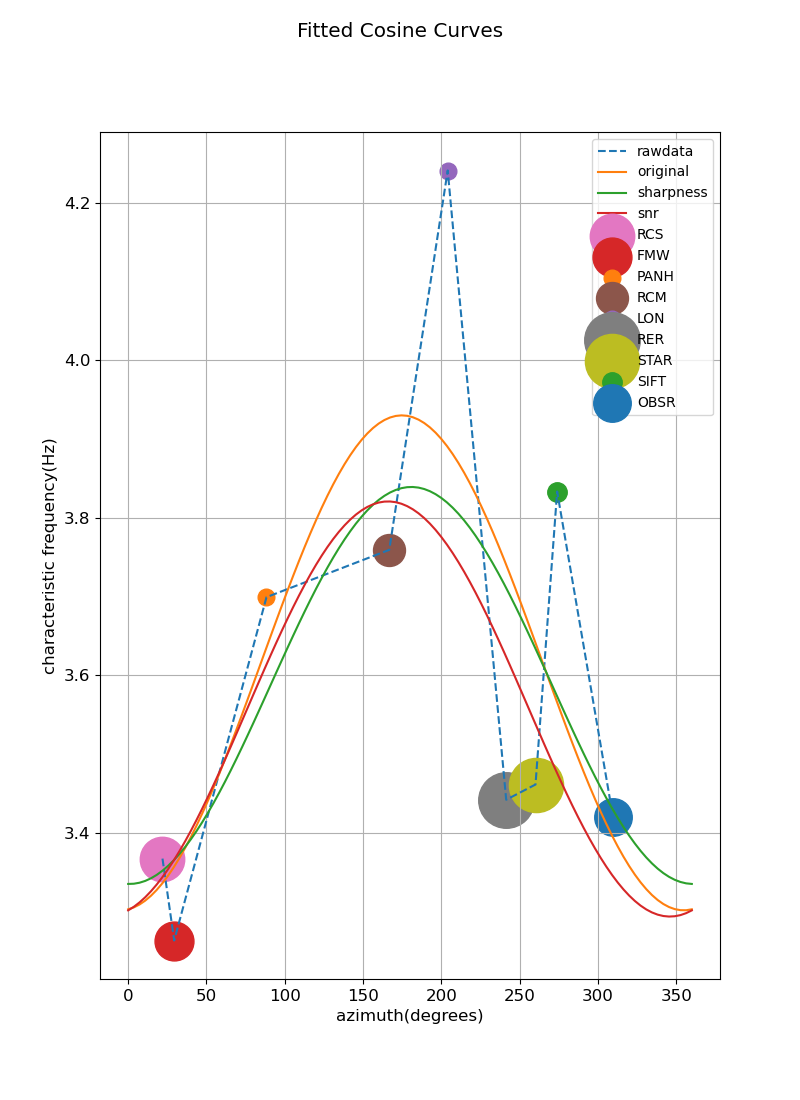 Fitted Cosine Curves
rawdata
original
sharpness
snr
RCS
FMW
PANH
RCM
LON
RER
STAR
SIFT
OBSR
4.2
4.0
3.8
3.6
3.4
characteristic frequency(Hz)
0 50 100 150 200 250 300 350
azimuth(degrees)